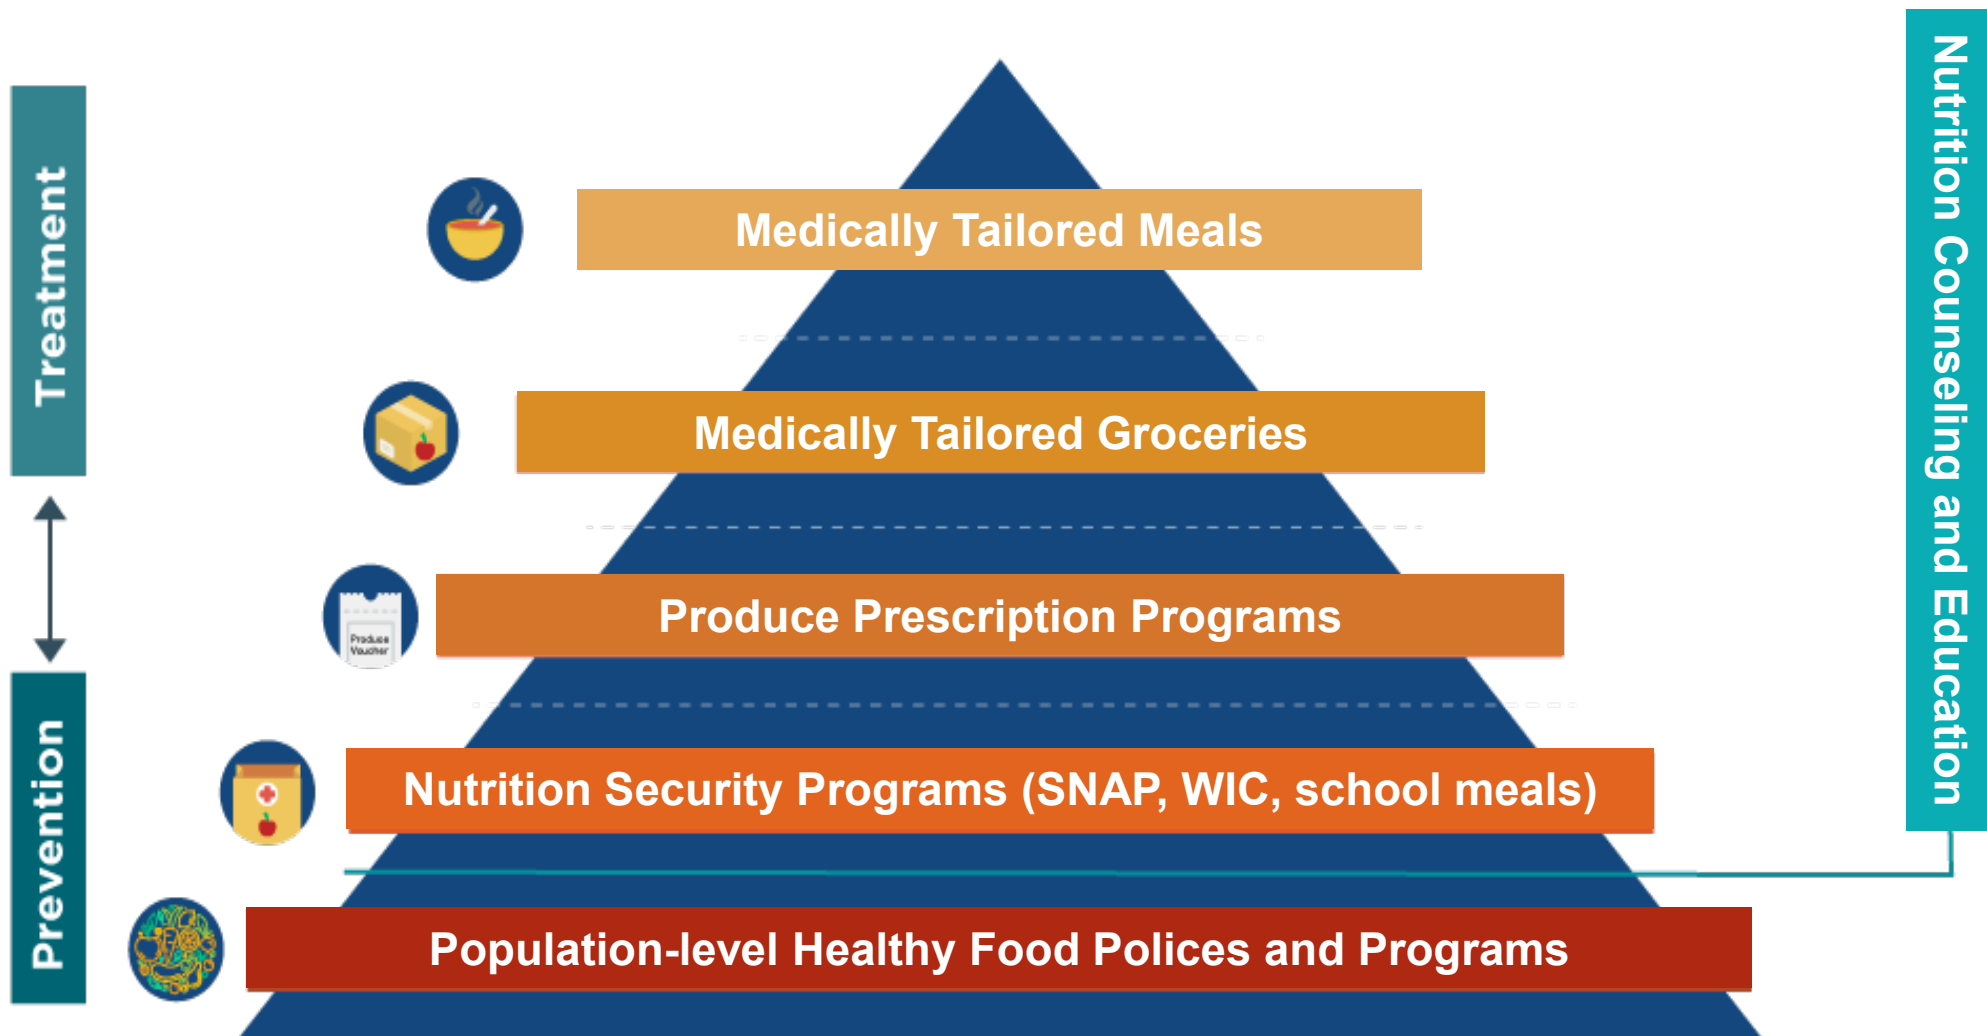 Treatment
Prevention
Medically Tailored Meals
Medically Tailored Groceries
Produce
Voucher
Produce Prescription Programs
Nutrition Security Programs (SNAP, WIC, school meals)
Population-level Healthy Food Polices and Programs
Nutrition Counseling and Education